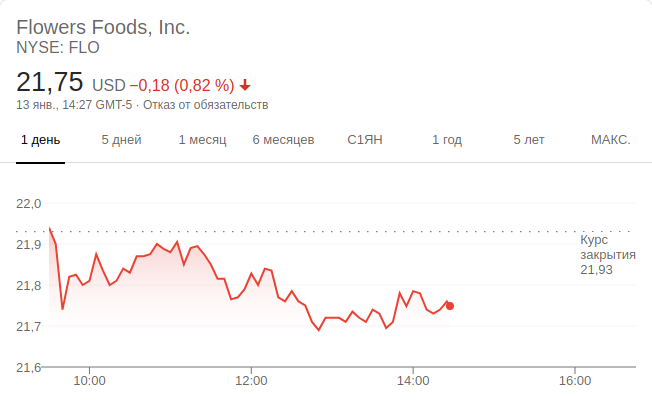 Flowers Foods, Inc.
NYSE: FLO
21,75 USD −0,18 (0,82 %)
13 янв., 14:27 GMT-5 · Отказ от обязательств
1 день 5 дней 1 месяц 6 месяцев С1ЯН 1 год 5 лет МАКС.
22,0
21,9
21,8
21,7
21,6
Курс
закрытия
21,93
10:00 12:00 14:00 16:00